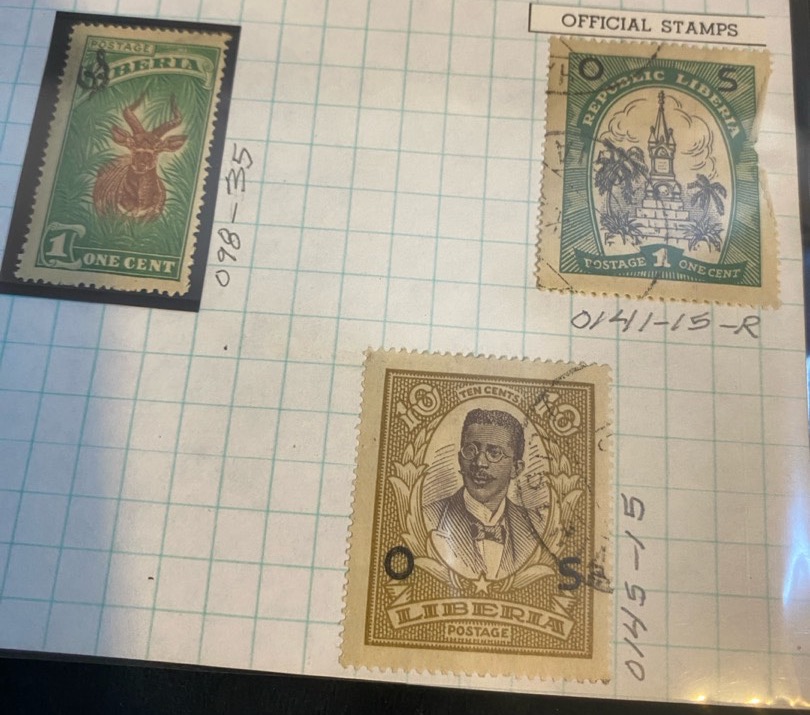 OFFICIAL STAMPS
POSTAGE
LIBERIA
1 ONE CENT
098-35
O S
REPUBLIC LIBERIA
POSTAGE 1 ONE CENT
0141-15-R
10 TEN CENTS 10
O S
LIBERIA
POSTAGE
0145-15